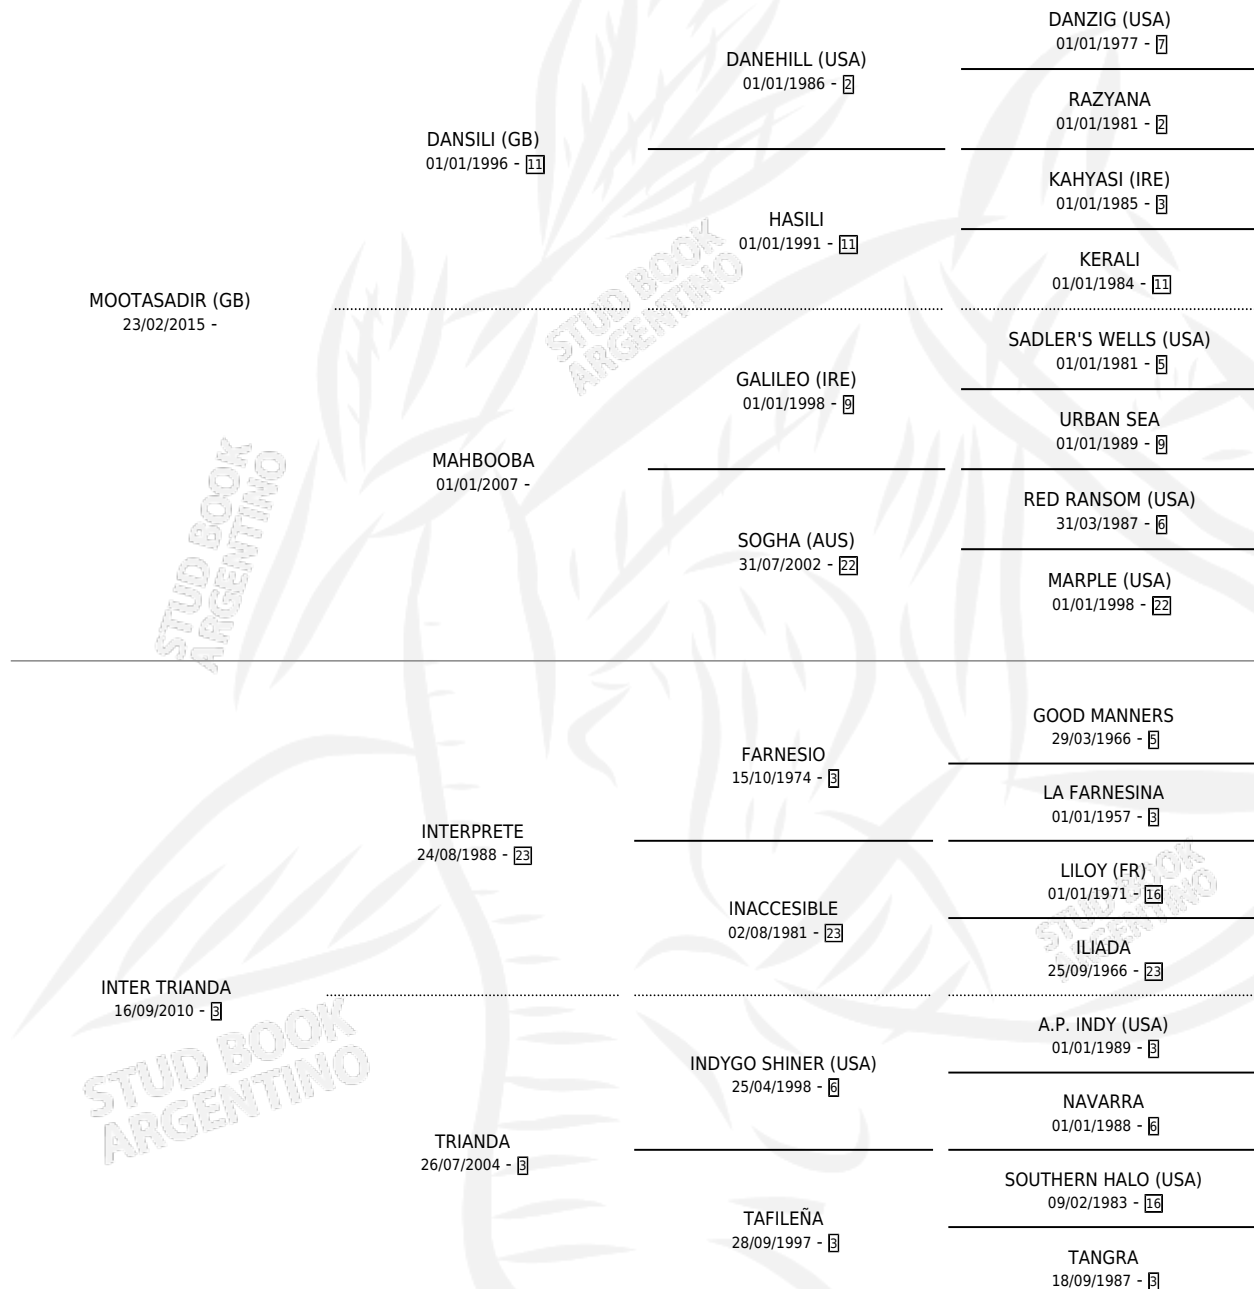 DANZIG (USA)
01/01/1977 - 7
DANEHILL (USA)
01/01/1986 - 2
RAZYANA
01/01/1981 - 2
DANSILI (GB)
01/01/1996 - 11
KAHYASI (IRE)
01/01/1985 - 3
HASILI
01/01/1991 - 11
KERALI
01/01/1984 - 11
MOOTASADIR (GB)
23/02/2015 -
SADLER'S WELLS (USA)
01/01/1981 - 5
GALILEO (IRE)
01/01/1998 - 9
URBAN SEA
01/01/1989 - 9
MAHBOOBA
01/01/2007 -
RED RANSOM (USA)
31/03/1987 - 6
SOGHA (AUS)
31/07/2002 - 22
MARPLE (USA)
01/01/1998 - 22
STUD BOOK
ARGENTINO
STUD BOOK
ARGENTINO
GOOD MANNERS
29/03/1966 - 5
FARNESIO
15/10/1974 - 3
LA FARNESINA
01/01/1957 - 3
INTERPRETE
24/08/1988 - 23
LILOY (FR)
01/01/1971 - 16
INACCESIBLE
02/08/1981 - 23
ILIADA
25/09/1966 - 23
STUD BOOK
ARGENTINO
INTER TRIANDA
16/09/2010 - 3
A.P. INDY (USA)
01/01/1989 - 3
INDYGO SHINER (USA)
25/04/1998 - 6
NAVARRA
01/01/1988 - 6
TRIANDA
26/07/2004 - 3
SOUTHERN HALO (USA)
09/02/1983 - 16
TAFILEÑA
28/09/1997 - 3
TANGRA
18/09/1987 - 3
STUD BOOK
ARGENTINO